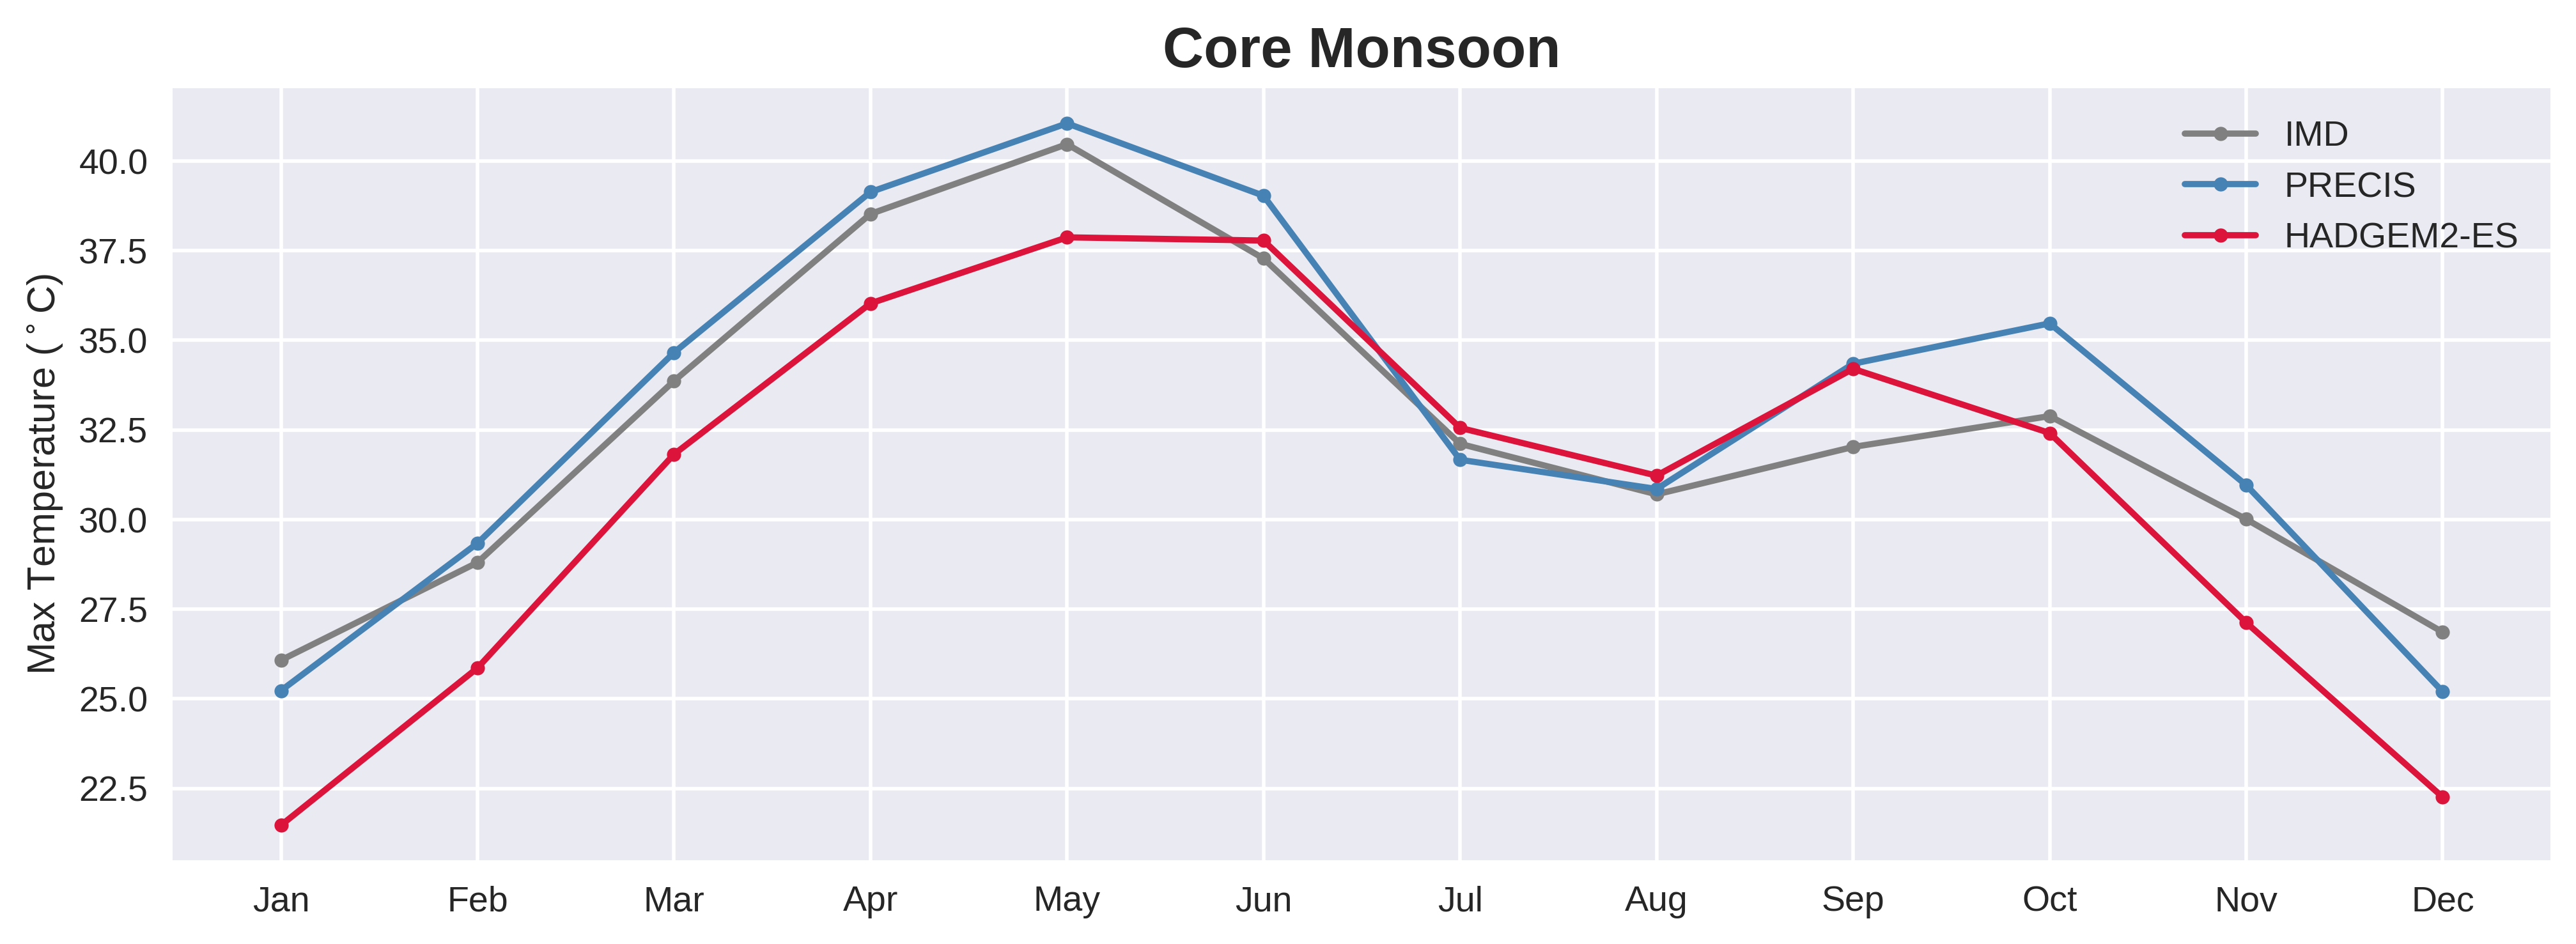 Core Monsoon
Max Temperature (°C)
40.0
37.5
35.0
32.5
30.0
27.5
25.0
22.5
IMD
PRECIS
HADGEM2-ES
Jan Feb Mar Apr May Jun Jul Aug Sep Oct Nov Dec